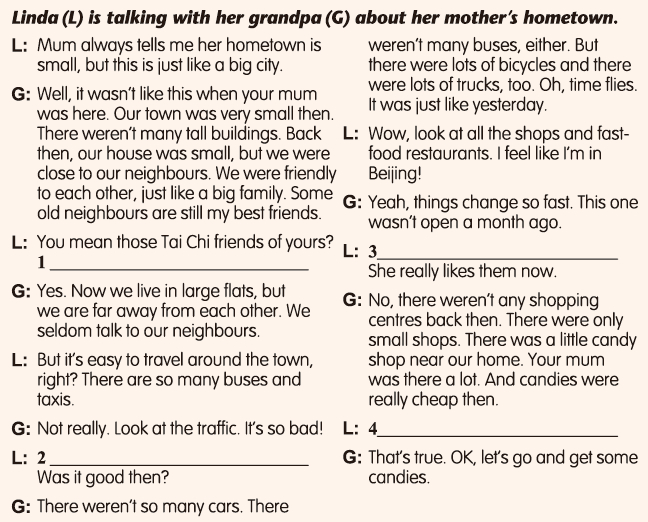 Linda (L) is talking with her grandpa (G) about her mother's hometown.
L: Mum always tells me her hometown is
small, but this is just like a big city.
G: Well, it wasn't like this when your mum
was here. Our town was very small then.
There weren't many tall buildings. Back
then, our house was small, but we were
close to our neighbours. We were friendly
to each other, just like a big family. Some
old neighbours are still my best friends.
L: You mean those Tai Chi friends of yours?
1 ____________________
G: Yes. Now we live in large flats, but
we are far away from each other. We
seldom talk to our neighbours.
L: But it's easy to travel around the town,
right? There are so many buses and
taxis.
G: Not really. Look at the traffic. It's so bad!
L: 2 ____________________
Was it good then?
G: There weren't so many cars. There
weren't many buses, either. But
there were lots of bicycles and there
were lots of trucks, too. Oh, time flies.
It was just like yesterday.
L: Wow, look at all the shops and fast-
food restaurants. I feel like I'm in
Beijing!
G: Yeah, things change so fast. This one
wasn't open a month ago.
L: 3____________________
She really likes them now.
G: No, there weren't any shopping
centres back then. There were only
small shops. There was a little candy
shop near our home. Your mum
was there a lot. And candies were
really cheap then.
L: 4____________________
G: That's true. OK, let's go and get some
candies.